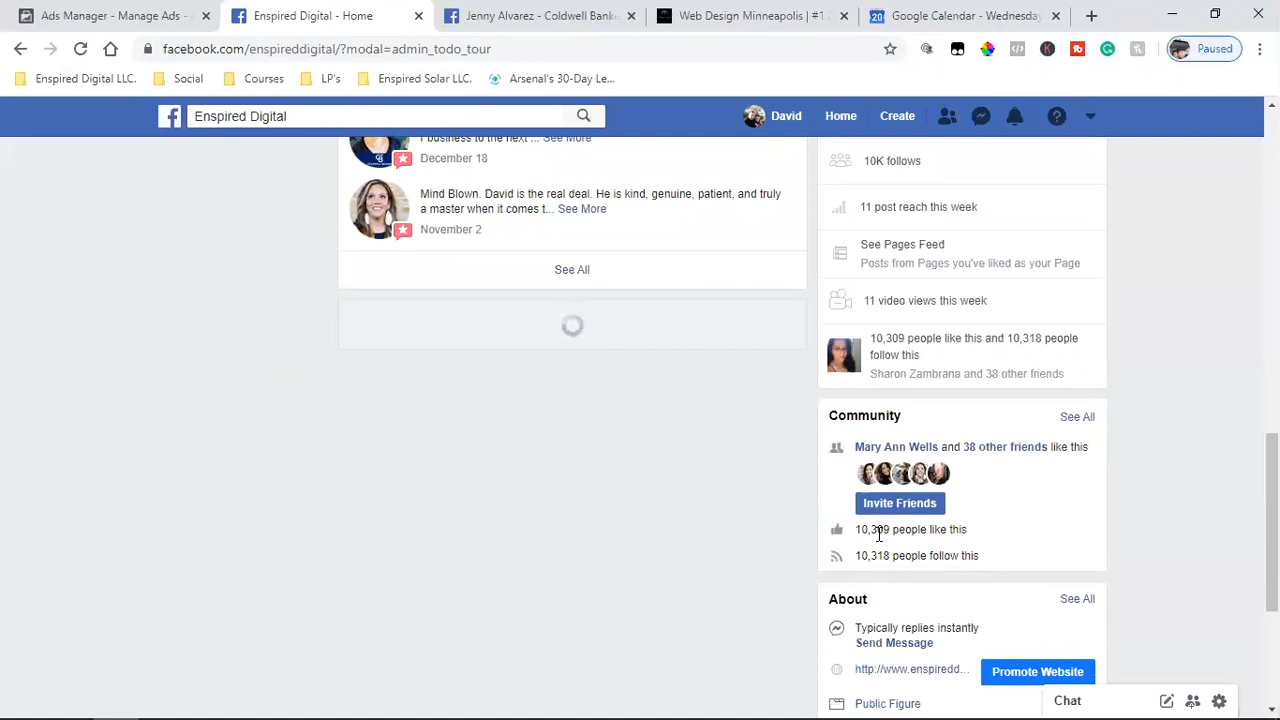 Ads Manager - Manage Ads -
Enspired Digital - Home
Jenny Alvarez - Coldwell Bank
Web Design Minneapolis | #1
Google Calendar - Wednesday
facebook.com/enspireddigital/?modal=admin_todo_tour
Paused
Enspired Digital LLC.
Social
Courses
LP's
Enspired Solar LLC.
Arsenal's 30-Day Le...
Enspired Digital
David
Home
Create
l business to the next ... See More
December 18
Mind Blown. David is the real deal. He is kind, genuine, patient, and truly
a master when it comes t... See More
November 2
See All
10K follows
11 post reach this week
See Pages Feed
Posts from Pages you've liked as your Page
11 video views this week
10,309 people like this and 10,318 people
follow this
Sharon Zambrana and 38 other friends
Community
See All
Mary Ann Wells and 38 other friends like this
Invite Friends
10,309 people like this
10,318 people follow this
About
See All
Typically replies instantly
Send Message
http://www.enspiredd...
Promote Website
Public Figure
Chat